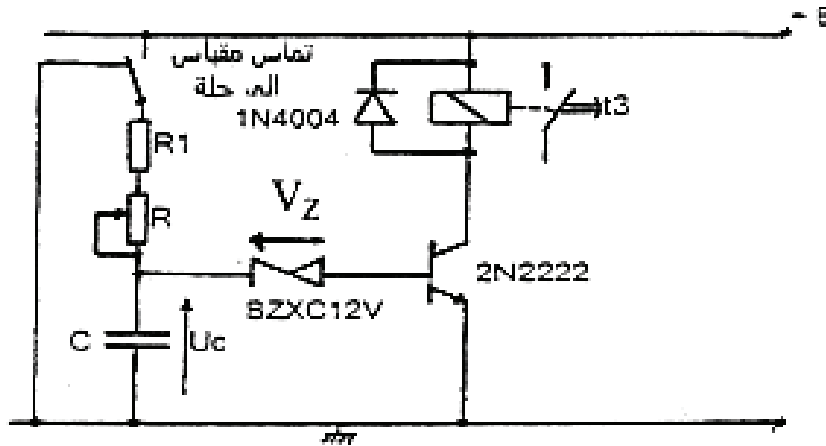 تماس مقياس
الى حلة
1N4004
t3
R1
R
VZ
2N2222
BZXC12V
C
Uc